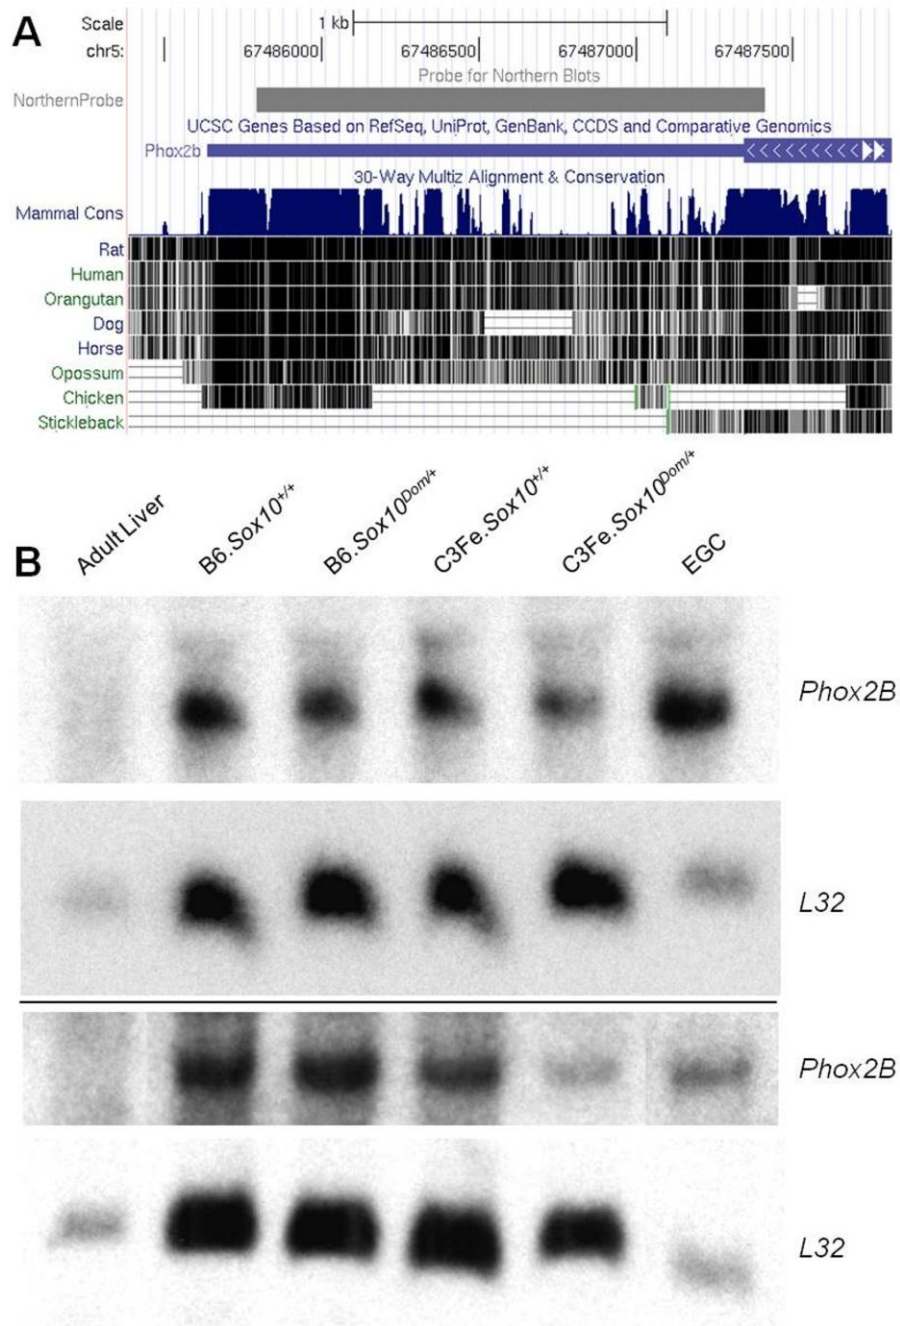 A
Scale
1 kb
chr5:
67486000
67486500
67487000
67487500
Probe for Northern Blots
NorthernProbe
UCSC Genes Based on RefSeq, UniProt, GenBank, CCDS and Comparative Genomics
Phox2b
30-Way Multiz Alignment & Conservation
Mammal Cons
Rat
Human
Orangutan
Dog
Horse
Opossum
Chicken
Stickleback
B
Adult Liver
B6.Sox10+/+
B6.Sox10Dom/+
C3Fe.Sox10+/+
C3Fe.Sox10Dom/+
EGC
Phox2B
L32
Phox2B
L32